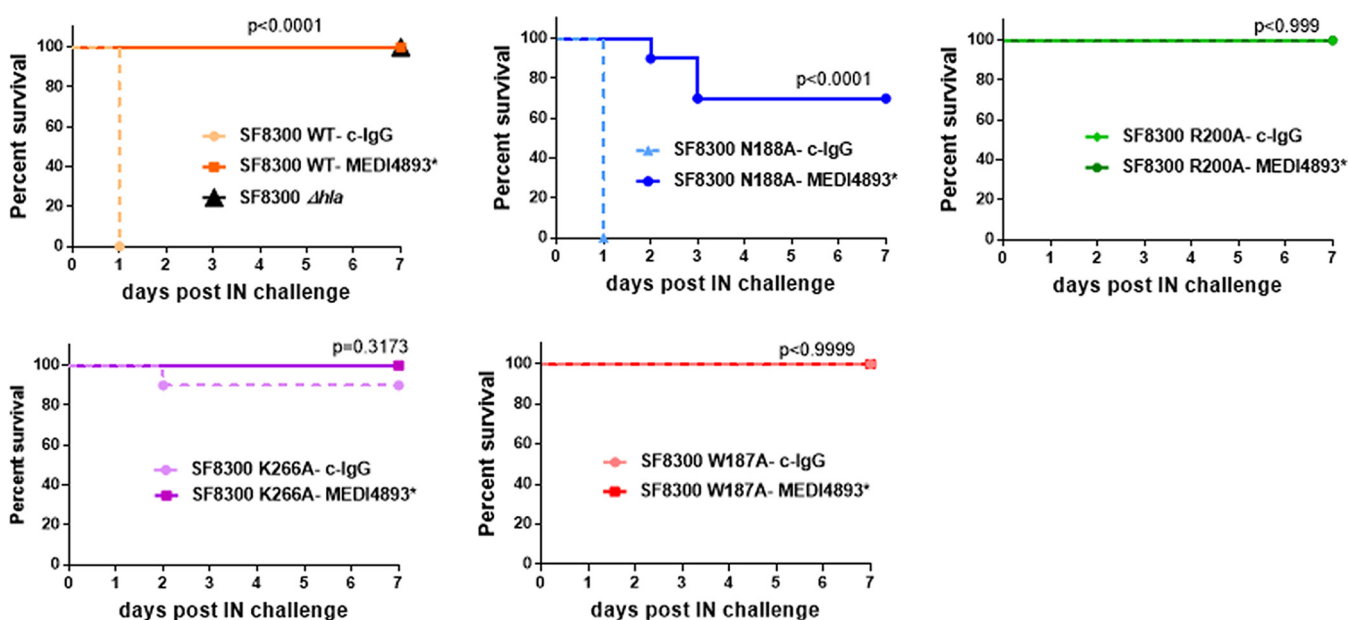 p<0.0001
Percent survival
100
80
60
40
20
0
SF8300 WT- c-IgG
SF8300 WT- MEDI4893*
SF8300 Δhla
0 1 2 3 4 5 6 7
days post IN challenge
p<0.0001
Percent survival
100
80
60
40
20
0
SF8300 N188A- c-IgG
SF8300 N188A- MEDI4893*
0 1 2 3 4 5 6 7
days post IN challenge
p<0.999
Percent survival
100
80
60
40
20
0
SF8300 R200A- c-IgG
SF8300 R200A- MEDI4893*
0 1 2 3 4 5 6 7
days post IN challenge
p=0.3173
Percent survival
100
80
60
40
20
0
SF8300 K266A- c-IgG
SF8300 K266A- MEDI4893*
0 1 2 3 4 5 6 7
days post IN challenge
p<0.9999
Percent survival
100
80
60
40
20
0
SF8300 W187A- c-IgG
SF8300 W187A- MEDI4893*
0 1 2 3 4 5 6 7
days post IN challenge